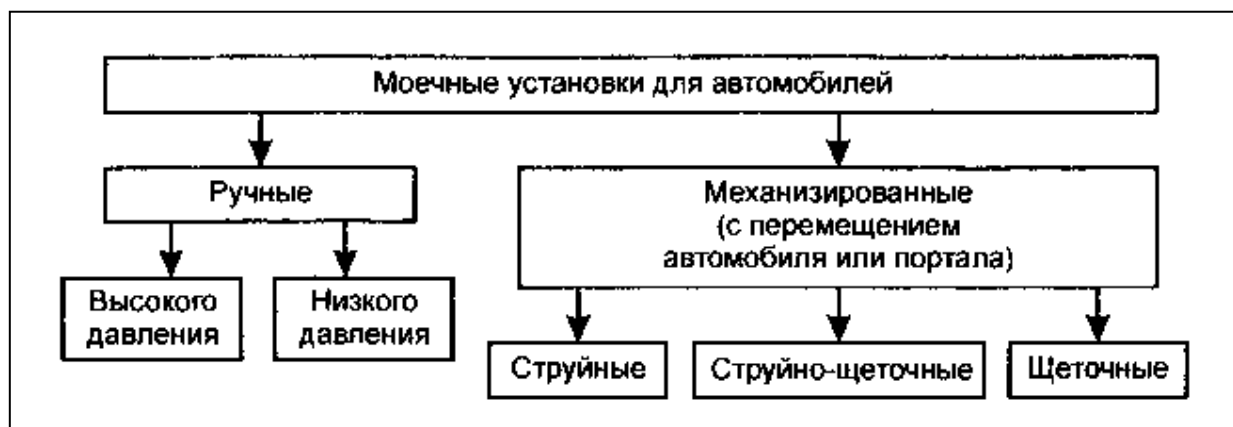 Моечные установки для автомобилей
Ручные
Механизированные
(с перемещением
автомобиля или портала)
Высокого
давления
Низкого
давления
Струйные
Струйно-щеточные
Щеточные